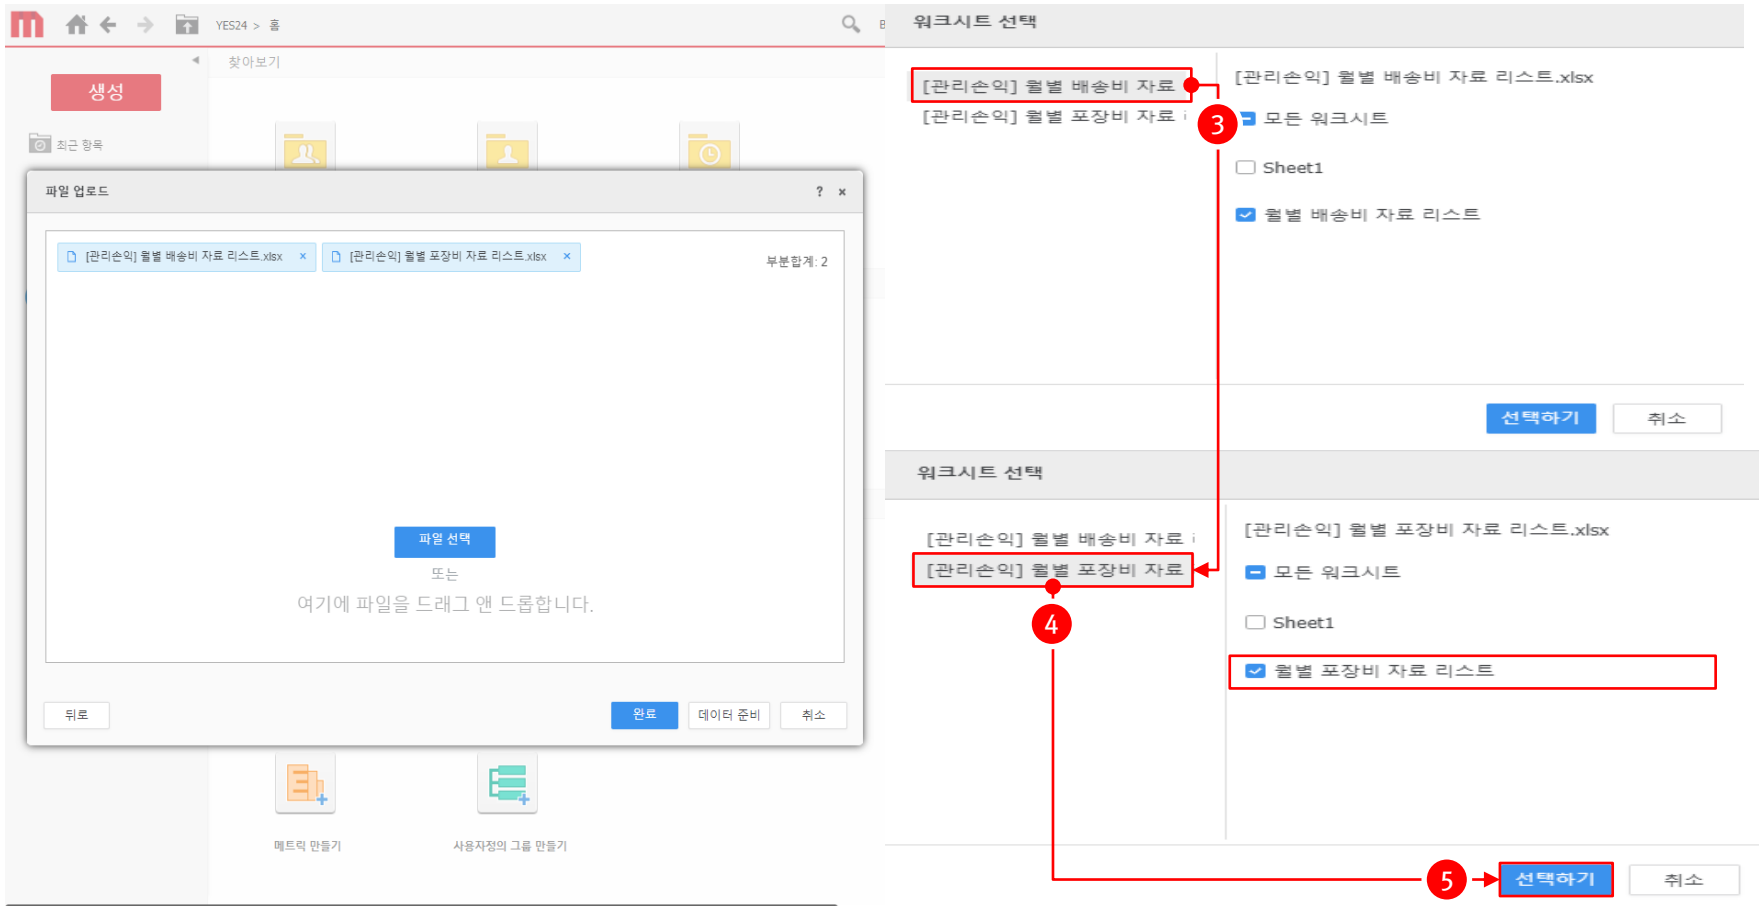 YES24 > 홈
찾아보기
생성
최근 항목
파일 업로드
? ×
[관리손익] 월별 배송비 자료 리스트.xlsx ×
[관리손익] 월별 포장비 자료 리스트.xlsx ×
부분합계: 2
파일 선택
또는
여기에 파일을 드래그 앤 드롭합니다.
뒤로
완료
데이터 준비
취소
메트릭 만들기
사용자정의 그룹 만들기
워크시트 선택
[관리손익] 월별 배송비 자료
[관리손익] 월별 포장비 자료
3
[관리손익] 월별 배송비 자료 리스트.xlsx
모든 워크시트
Sheet1
월별 배송비 자료 리스트
선택하기
취소
워크시트 선택
[관리손익] 월별 배송비 자료
[관리손익] 월별 포장비 자료
4
[관리손익] 월별 포장비 자료 리스트.xlsx
모든 워크시트
Sheet1
월별 포장비 자료 리스트
5
선택하기
취소